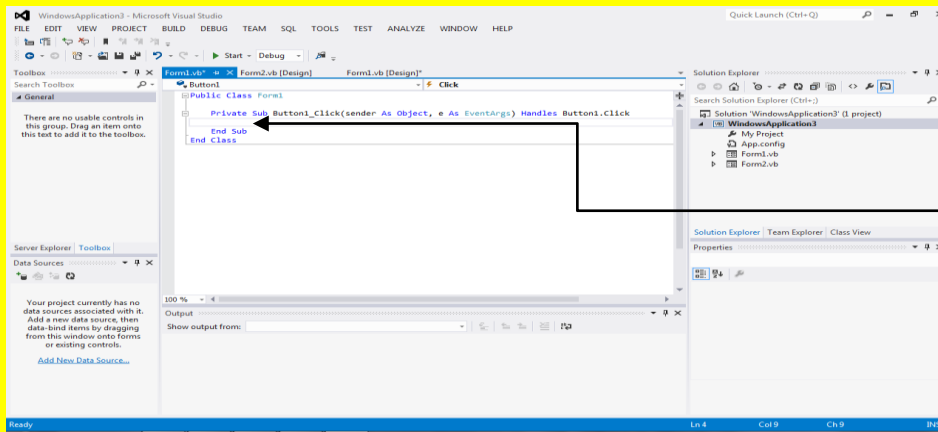 WindowsApplication3 - Microsoft Visual Studio
Quick Launch (Ctrl+Q)
FILE EDIT VIEW PROJECT BUILD DEBUG TEAM SQL TOOLS TEST ANALYZE WINDOW HELP
Start - Debug
Toolbox
Search Toolbox
General
There are no usable controls in
this group. Drag an item onto
this text to add it to the toolbox.
Server Explorer Toolbox
Data Sources
Your project currently has no
data sources associated with it.
Add a new data source, then
data-bind items by dragging
from this window onto forms
or existing controls.
Add New Data Source...
Form1.vb* Form2.vb [Design] Form1.vb [Design]*
Button1 Click
Public Class Form1
Private Sub Button1_Click(sender As Object, e As EventArgs) Handles Button1.Click
End Sub
End Class
100 %
Output
Show output from:
Solution Explorer
Search Solution Explorer (Ctrl+;)
Solution 'WindowsApplication3' (1 project)
WindowsApplication3
My Project
App.config
Form1.vb
Form2.vb
Solution Explorer Team Explorer Class View
Properties
Ready Ln 4 Col 9 Ch 9 INS